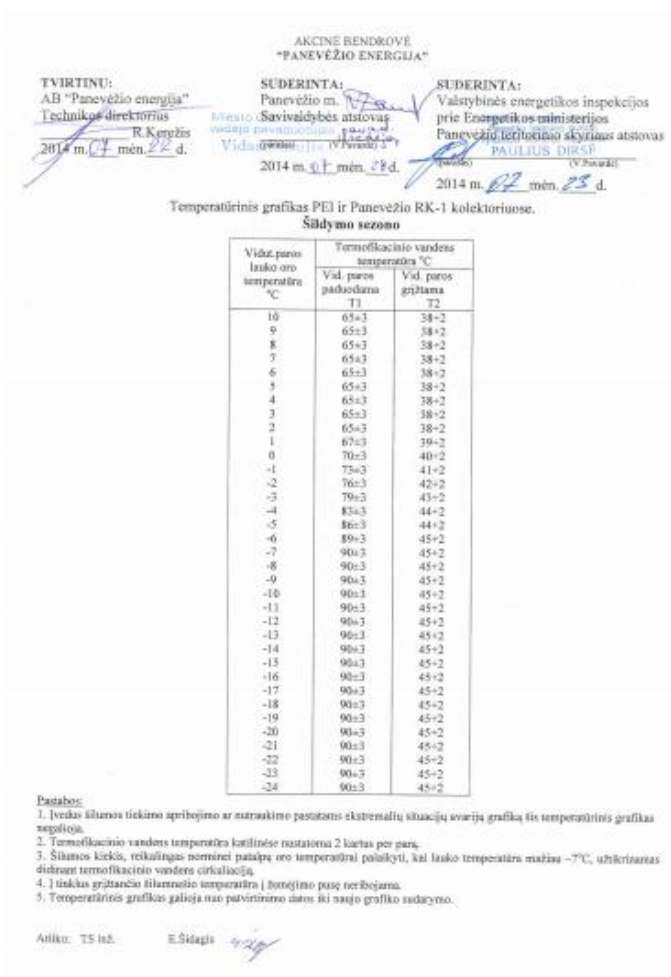 AKCINĖ BENDROVĖ
“PANEVĖŽIO ENERGIJA”
TVIRTINU:
AB “Panevėžio energija”
Technikos direktorius
R.Kerežis
2014 m. 07 mėn. 22 d.
SUDERINTA:
Panevėžio m.
Savivaldybės atstovas
(parašas) (V.Pavardė)
2014 m. 07 mėn. 28 d.
SUDERINTA:
Valstybinės energetikos inspekcijos
prie Energetikos ministerijos
Panevėžio teritorinio skyriaus atstovas
PAULIUS DIRSĖ
(parašas) (V.Pavardė)
2014 m. 07 mėn. 23 d.
Temperatūrinis grafikas PEI ir Panevėžio RK-1 kolektoriuose.
Šildymo sezono
Vidut.paros lauko oro temperatūra °C
Termofikacinio vandens temperatūra °C
Vid. paros paduodama T1
Vid. paros grįžtama T2
10 65±3 38÷2
9 65±3 38÷2
8 65±3 38÷2
7 65±3 38÷2
6 65±3 38÷2
5 65±3 38÷2
4 65±3 38÷2
3 65±3 38÷2
2 65±3 38÷2
1 67±3 39÷2
0 70±3 40÷2
-1 73±3 41÷2
-2 76±3 42÷2
-3 79±3 43÷2
-4 83±3 44÷2
-5 86±3 44÷2
-6 89±3 45÷2
-7 90±3 45÷2
-8 90±3 45÷2
-9 90±3 45÷2
-10 90±3 45÷2
-11 90±3 45÷2
-12 90±3 45÷2
-13 90±3 45÷2
-14 90±3 45÷2
-15 90±3 45÷2
-16 90±3 45÷2
-17 90±3 45÷2
-18 90±3 45÷2
-19 90±3 45÷2
-20 90±3 45÷2
-21 90±3 45÷2
-22 90±3 45÷2
-23 90±3 45÷2
-24 90±3 45÷2
Pastabos:
1. Įvedus šilumos tiekimo apribojimo ar nutraukimo pastatams ekstremalių situacijų avarijų grafiką šis temperatūrinis grafikas
negalioja.
2. Termofikacinio vandens temperatūra katilinėse nustatoma 2 kartus per parą.
3. Šilumos kiekis, reikalingas norminei patalpų oro temperatūrai palaikyti, kai lauko temperatūra mažiau –7°C, užtikrinamas
didinant termofikacinio vandens cirkuliaciją.
4. Į tinklus grįžtančio šilumnešio temperatūra į žemėjimo pusę neribojama.
5. Temperatūrinis grafikas galioja nuo patvirtinimo datos iki naujo grafiko sudarymo.
Atliko: TS inž. E.Šidagis